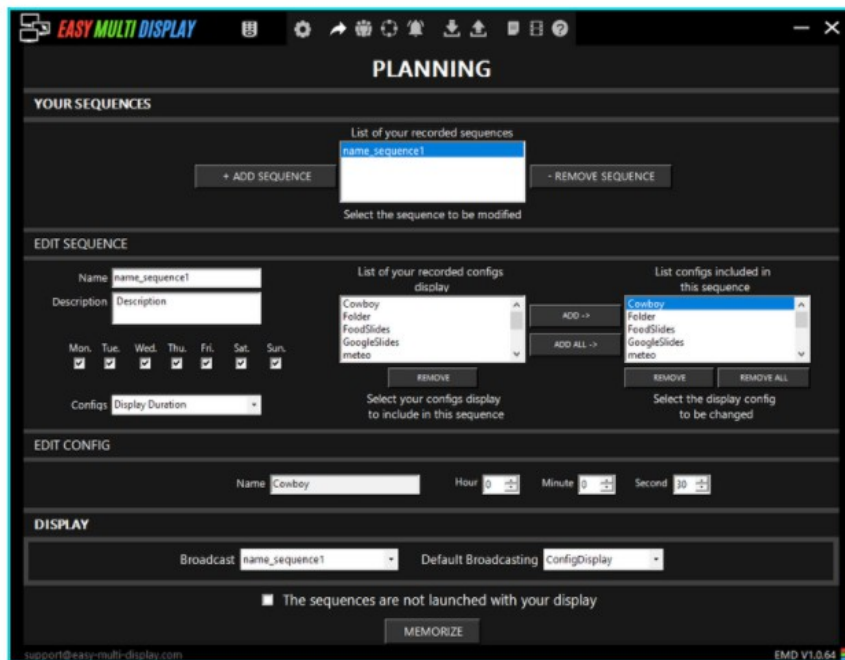 EASY MULTI DISPLAY
PLANNING
YOUR SEQUENCES
List of your recorded sequences
name_sequence1
+ ADD SEQUENCE
- REMOVE SEQUENCE
Select the sequence to be modified
EDIT SEQUENCE
Name name_sequence1
Description Description
Mon. Tue. Wed. Thu. Fri. Sat. Sun.
Configs Display Duration
List of your recorded configs
display
Cowboy
Folder
FoodSlides
GoogleSlides
meteo
REMOVE
Select your configs display
to include in this sequence
ADD ->
ADD ALL ->
List configs included in
this sequence
Cowboy
Folder
FoodSlides
GoogleSlides
meteo
REMOVE REMOVE ALL
Select the display config
to be changed
EDIT CONFIG
Name Cowboy Hour 0 Minute 0 Second 30
DISPLAY
Broadcast name_sequence1 Default Broadcasting ConfigDisplay
The sequences are not launched with your display
MEMORIZE
support@easy-multi-display.com EMD V1.0.64